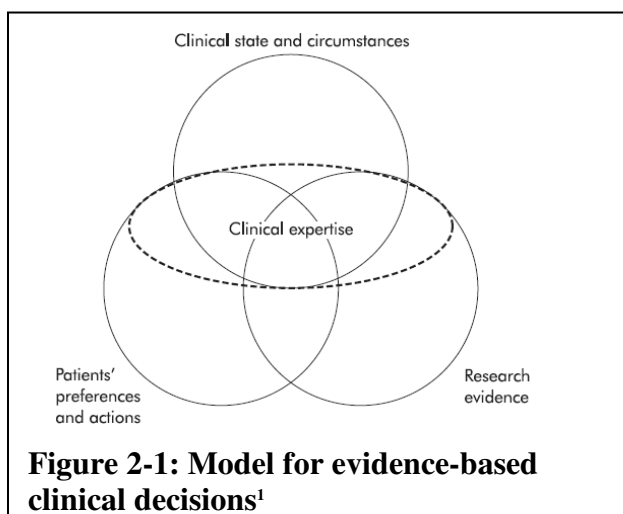 Clinical state and circumstances
Clinical expertise
Patients'
preferences
and actions
Research
evidence
Figure 2-1: Model for evidence-based
clinical decisions¹